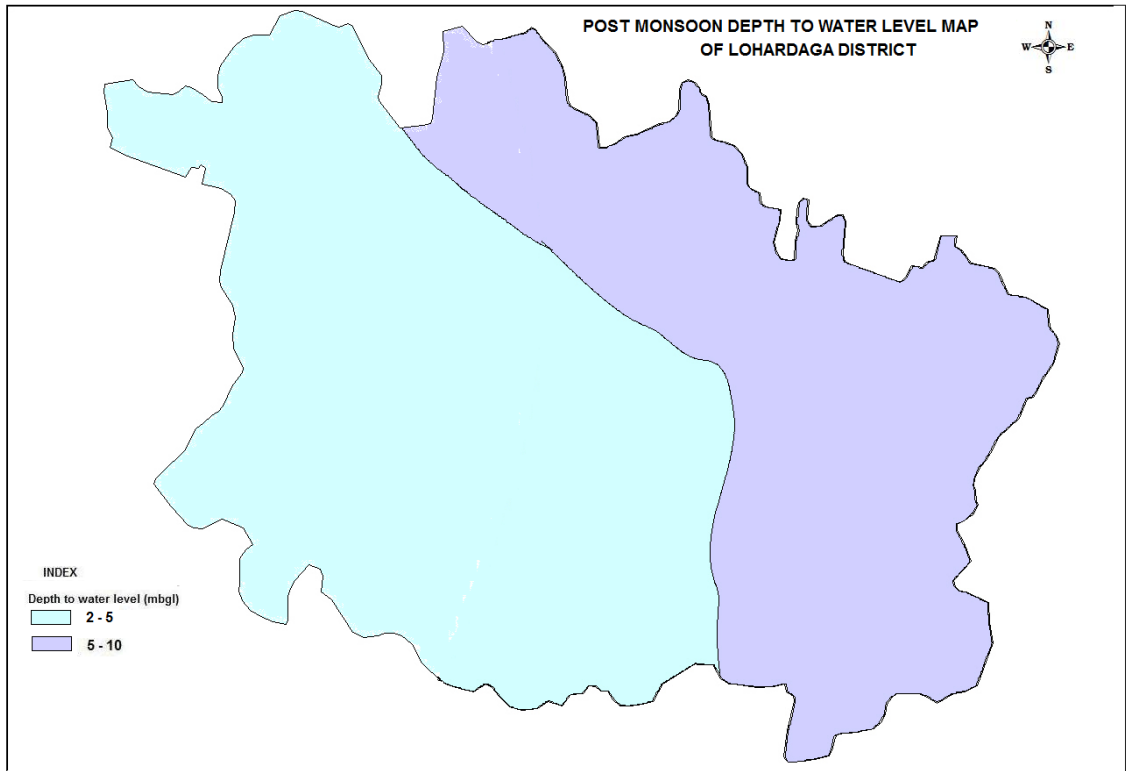 POST MONSOON DEPTH TO WATER LEVEL MAP
OF LOHARDAGA DISTRICT
N
W E
S
INDEX
Depth to water level (mbgl)
2 - 5
5 - 10